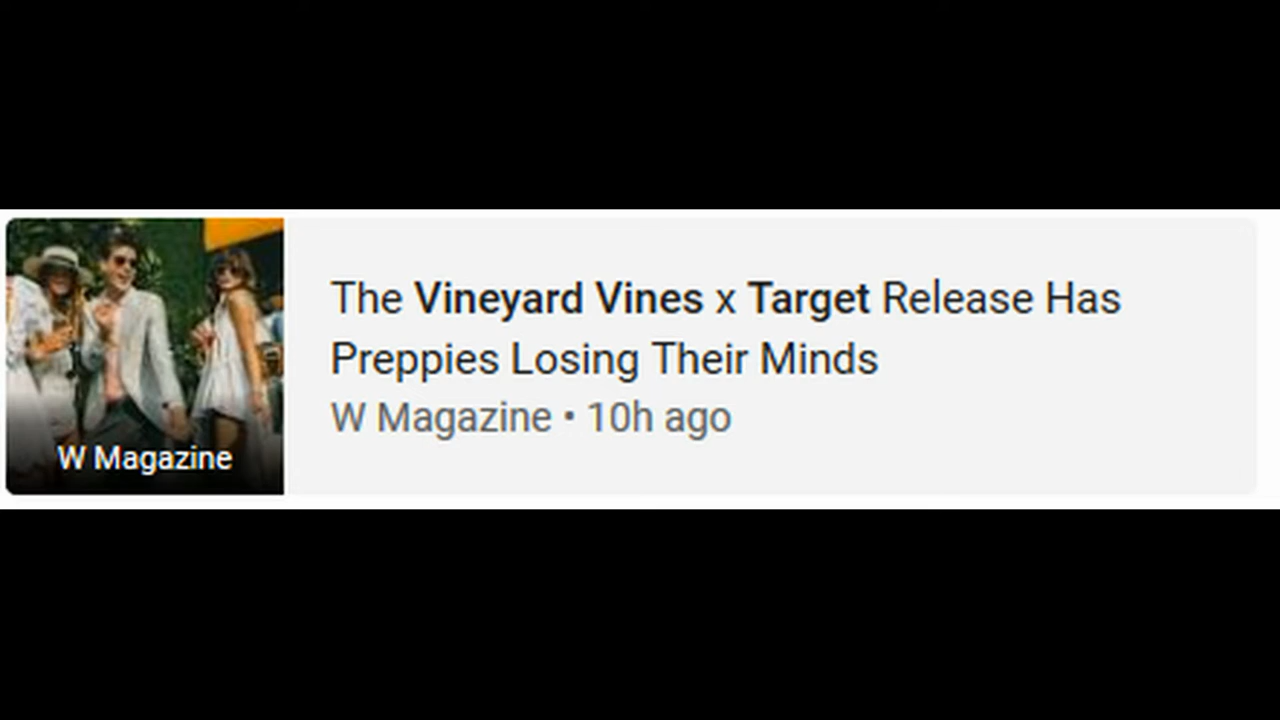 The Vineyard Vines x Target Release Has
Preppies Losing Their Minds
W Magazine • 10h ago
W Magazine